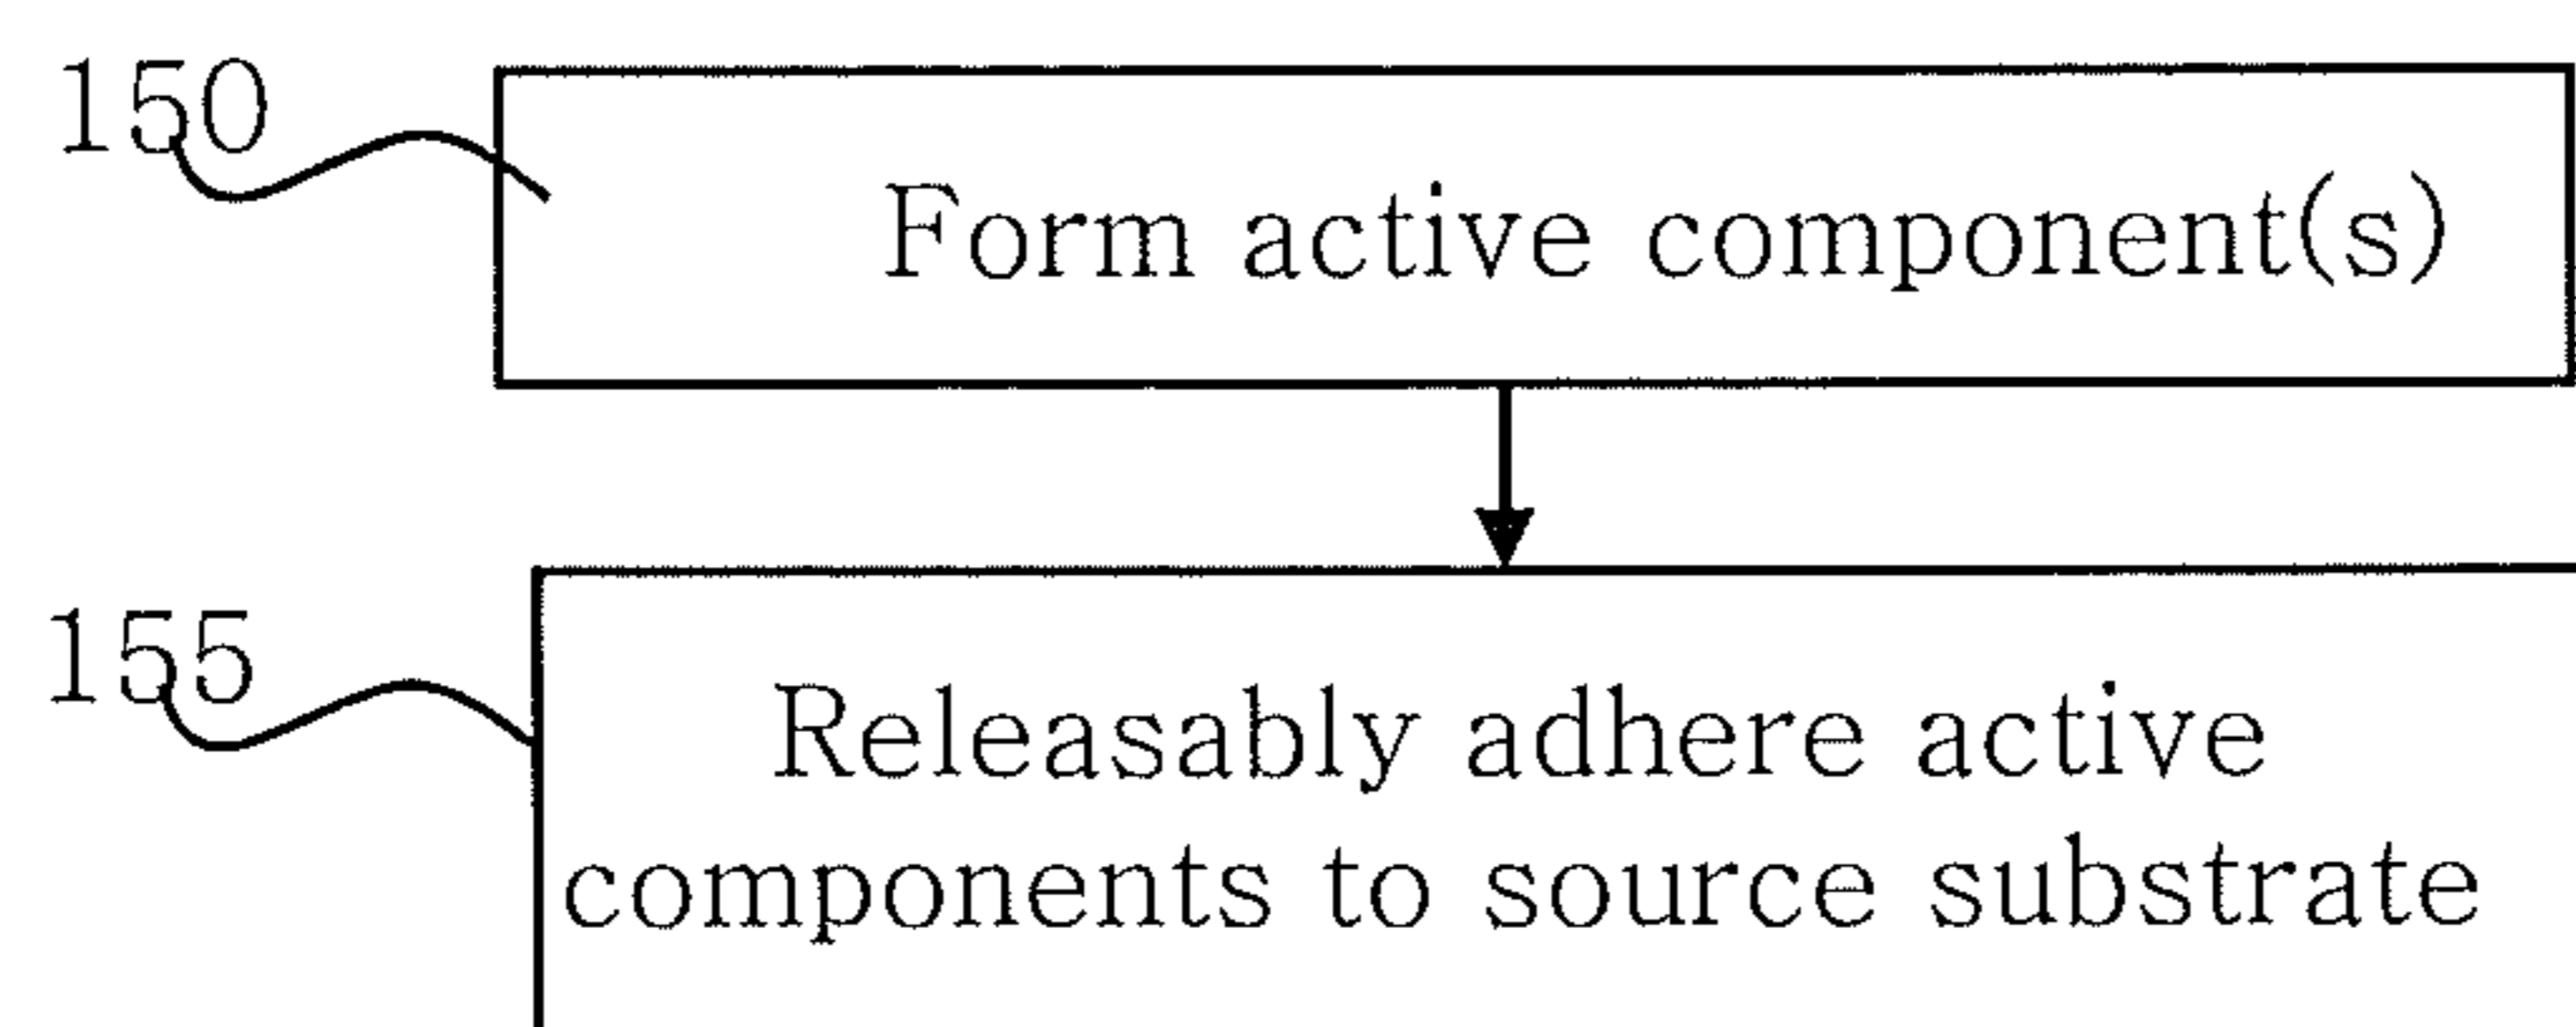 150
Form active component(s)
155
Releasably adhere active
components to source substrate